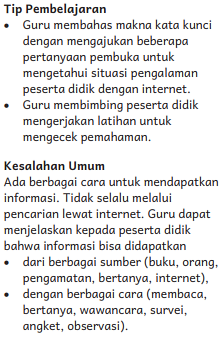 Tip Pembelajaran
• Guru membahas makna kata kunci
dengan mengajukan beberapa
pertanyaan pembuka untuk
mengetahui situasi pengalaman
peserta didik dengan internet.
• Guru membimbing peserta didik
mengerjakan latihan untuk
mengecek pemahaman.
Kesalahan Umum
Ada berbagai cara untuk mendapatkan
informasi. Tidak selalu melalui
pencarian lewat internet. Guru dapat
menjelaskan kepada peserta didik
bahwa informasi bisa didapatkan
• dari berbagai sumber (buku, orang,
pengamatan, bertanya, internet),
• dengan berbagai cara (membaca,
bertanya, wawancara, survei,
angket, observasi).